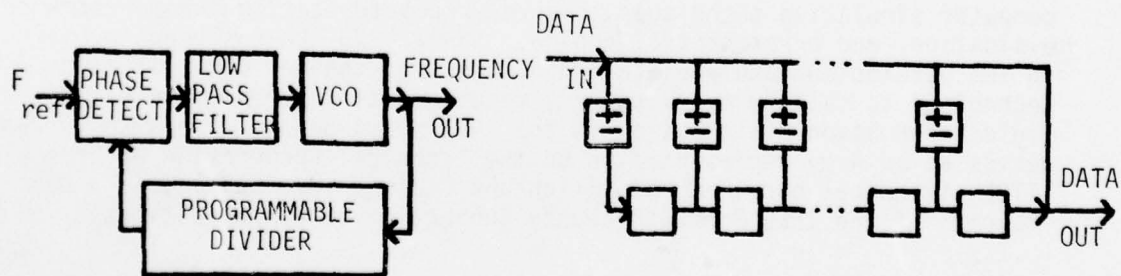 F
ref
PHASE
DETECT
LOW
PASS
FILTER
VCO
FREQUENCY
OUT
PROGRAMMABLE
DIVIDER
DATA
IN
±
±
±
±
DATA
OUT